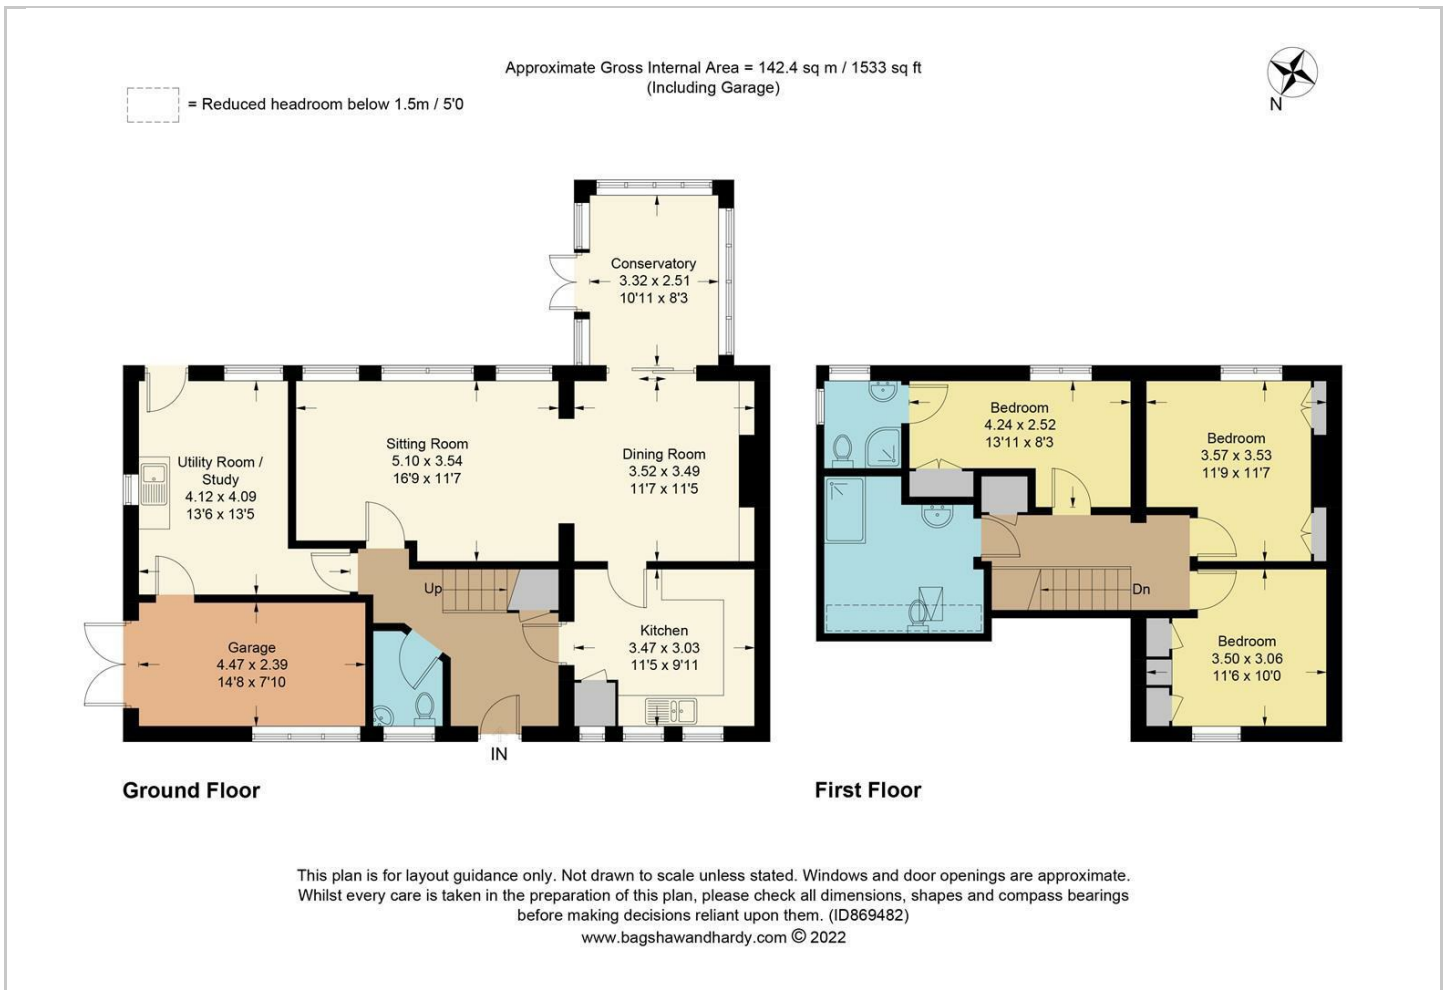 Approximate Gross Internal Area = 142.4 sq m / 1533 sq ft
(Including Garage)
= Reduced headroom below 1.5m / 5'0
N
Conservatory
3.32 x 2.51
10'11 x 8'3
Utility Room /
Study
4.12 x 4.09
13'6 x 13'5
Sitting Room
5.10 x 3.54
16'9 x 11'7
Dining Room
3.52 x 3.49
11'7 x 11'5
Up
Garage
4.47 x 2.39
14'8 x 7'10
Kitchen
3.47 x 3.03
11'5 x 9'11
IN
Ground Floor
Bedroom
4.24 x 2.52
13'11 x 8'3
Bedroom
3.57 x 3.53
11'9 x 11'7
Dn
Bedroom
3.50 x 3.06
11'6 x 10'0
First Floor
This plan is for layout guidance only. Not drawn to scale unless stated. Windows and door openings are approximate.
Whilst every care is taken in the preparation of this plan, please check all dimensions, shapes and compass bearings
before making decisions reliant upon them. (ID869482)
www.bagshawandhardy.com © 2022